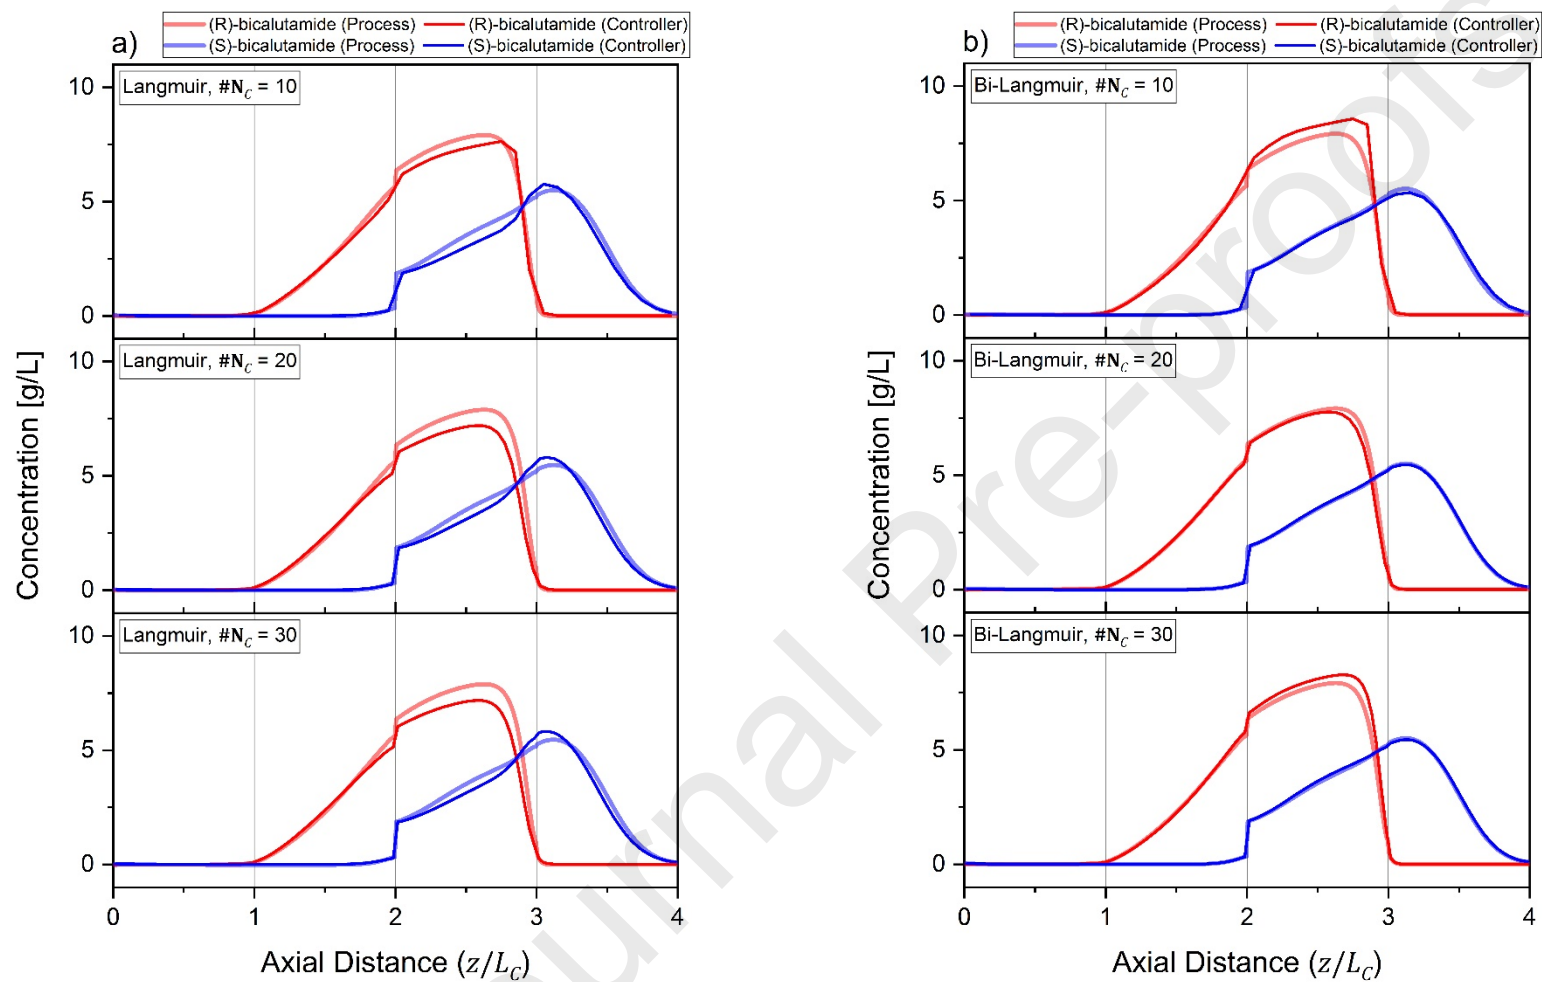 a)
(R)-bicalutamide (Process) (R)-bicalutamide (Controller)
(S)-bicalutamide (Process) (S)-bicalutamide (Controller)
Langmuir, #N_C = 10
10
5
0
Langmuir, #N_C = 20
10
5
0
Langmuir, #N_C = 30
10
5
0
0 1 2 3 4
Concentration [g/L]
Axial Distance (z/L_C)
b)
(R)-bicalutamide (Process) (R)-bicalutamide (Controller)
(S)-bicalutamide (Process) (S)-bicalutamide (Controller)
Bi-Langmuir, #N_C = 10
10
5
0
Bi-Langmuir, #N_C = 20
10
5
0
Bi-Langmuir, #N_C = 30
10
5
0
0 1 2 3 4
Concentration [g/L]
Axial Distance (z/L_C)
urnal Pre-proofs